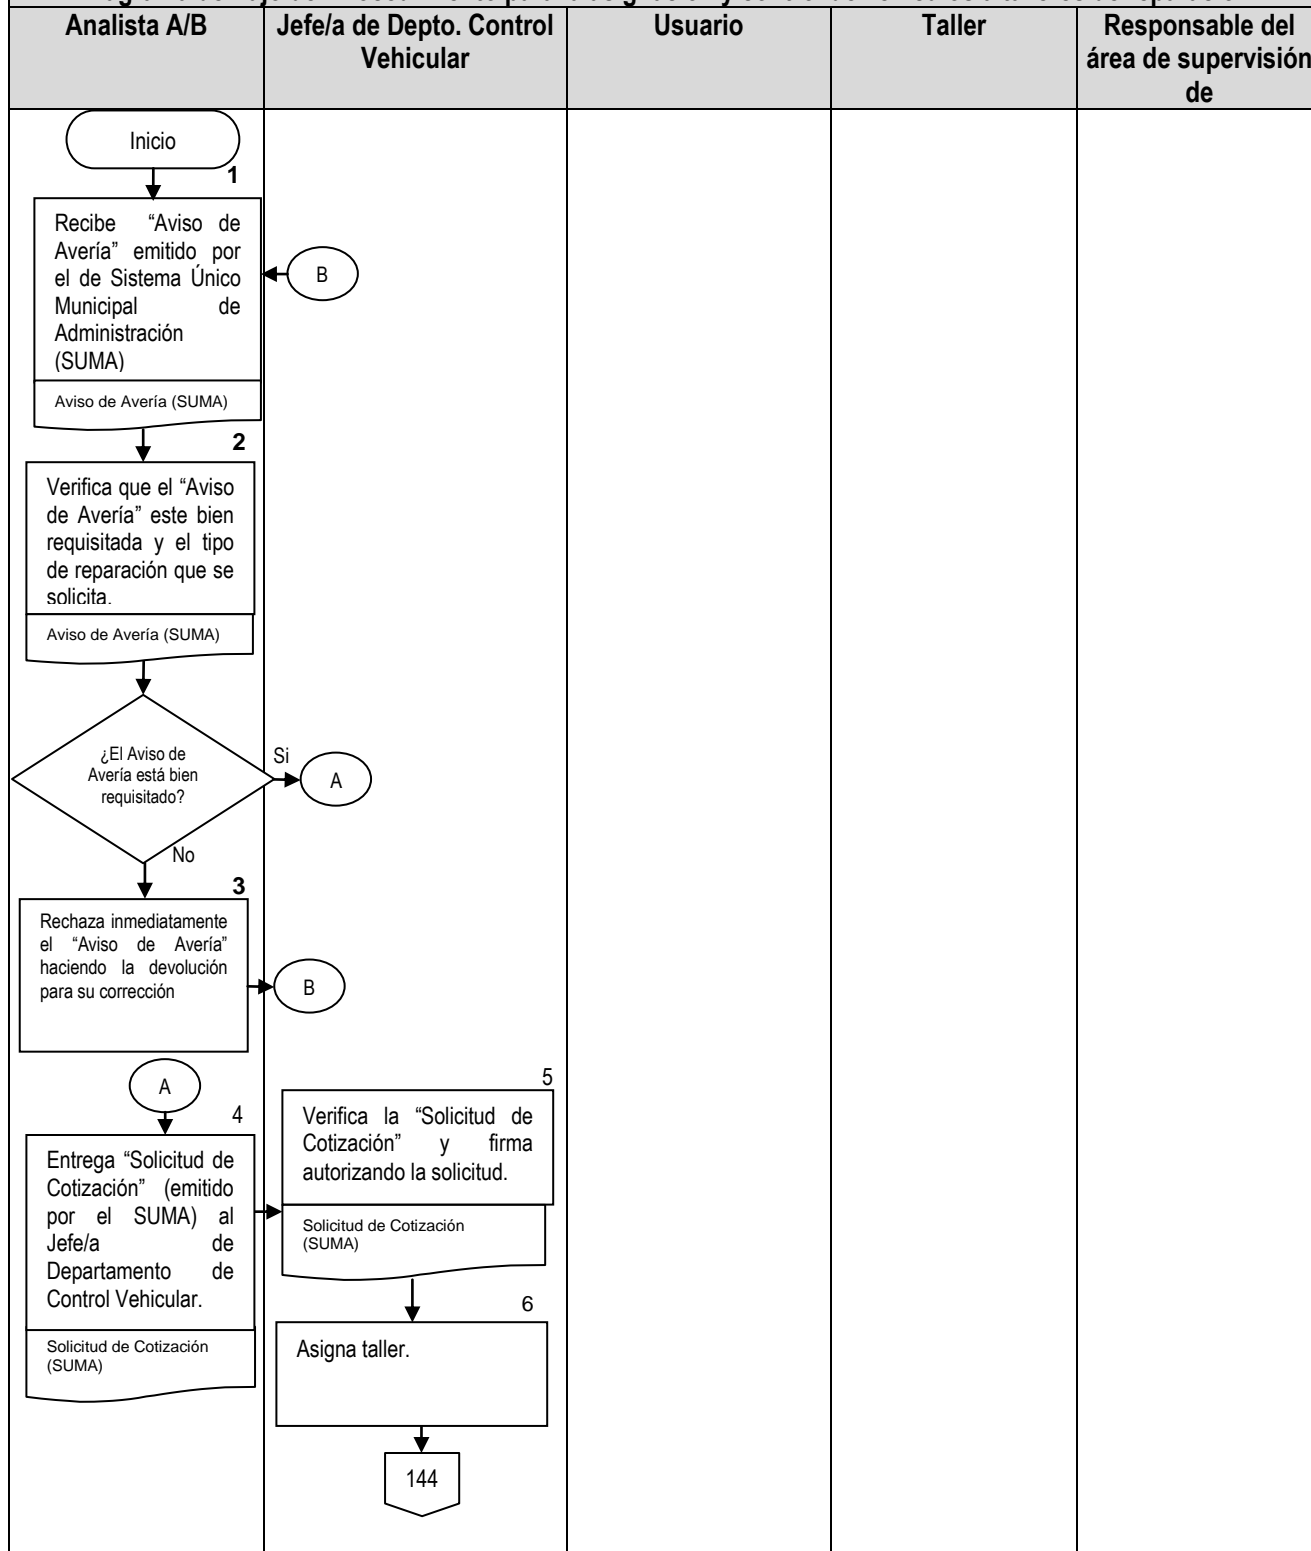 Analista A/B
Jefe/a de Depto. Control
Vehicular
Usuario
Taller
Responsable del
área de supervisión
de
Inicio
1
Recibe “Aviso de
Avería” emitido por
el de Sistema Único
Municipal de
Administración
(SUMA)
Aviso de Avería (SUMA)
B
2
Verifica que el “Aviso
de Avería” este bien
requisitada y el tipo
de reparación que se
solicita.
Aviso de Avería (SUMA)
¿El Aviso de
Avería está bien
requisitado?
Si
A
No
3
Rechaza inmediatamente
el “Aviso de Avería”
haciendo la devolución
para su corrección
B
A
4
Entrega “Solicitud de
Cotización” (emitido
por el SUMA) al
Jefe/a de
Departamento de
Control Vehicular.
Solicitud de Cotización
(SUMA)
5
Verifica la “Solicitud de
Cotización” y firma
autorizando la solicitud.
Solicitud de Cotización
(SUMA)
6
Asigna taller.
144